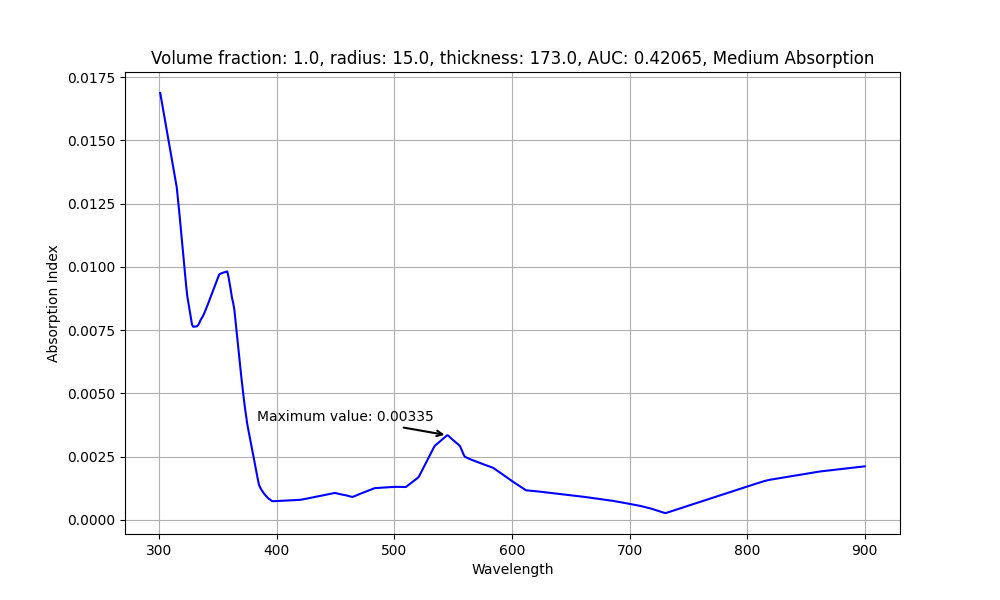 Volume fraction: 1.0, radius: 15.0, thickness: 173.0, AUC: 0.42065, Medium Absorption
0.0175
0.0150
0.0125
0.0100
0.0075
0.0050
0.0025
0.0000
Absorption Index
Maximum value: 0.00335
300 400 500 600 700 800 900
Wavelength